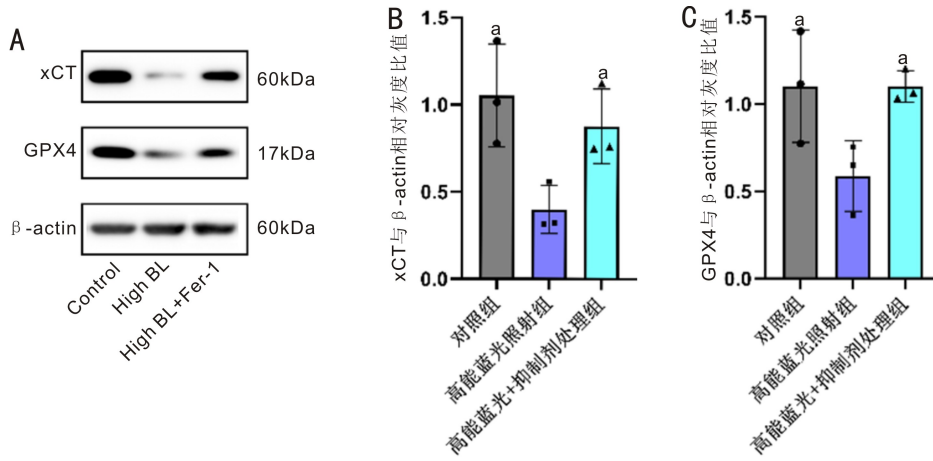 A
xCT
60kDa
GPX4
17kDa
β-actin
60kDa
Control
High BL
High BL+Fer-1
B
xCT与β-actin相对灰度比值
1.5
1.0
0.5
0.0
a
a
对照组
高能蓝光照射组
高能蓝光+抑制剂处理组
C
GPX4与β-actin相对灰度比值
1.5
1.0
0.5
0.0
a
a
对照组
高能蓝光照射组
高能蓝光+抑制剂处理组